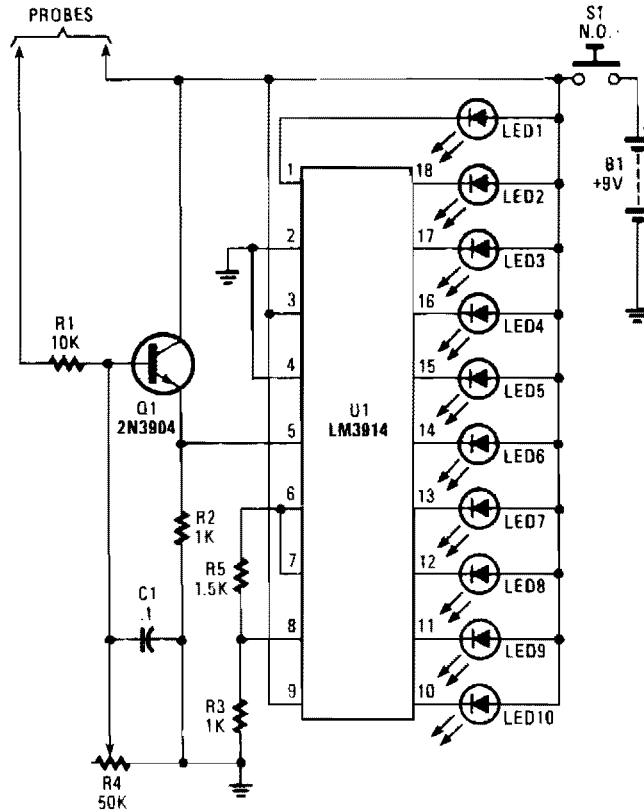 PROBES
S1
N.O.
LED1
1
18
B1
+9V
LED2
2
17
LED3
3
16
R1
10K
LED4
4
15
Q1
2N3904
U1
LM3914
LED5
5
14
LED6
6
13
R2
1K
LED7
R5
1.5K
7
12
C1
.1
LED8
8
11
LED9
R3
1K
9
10
LED10
R4
50K